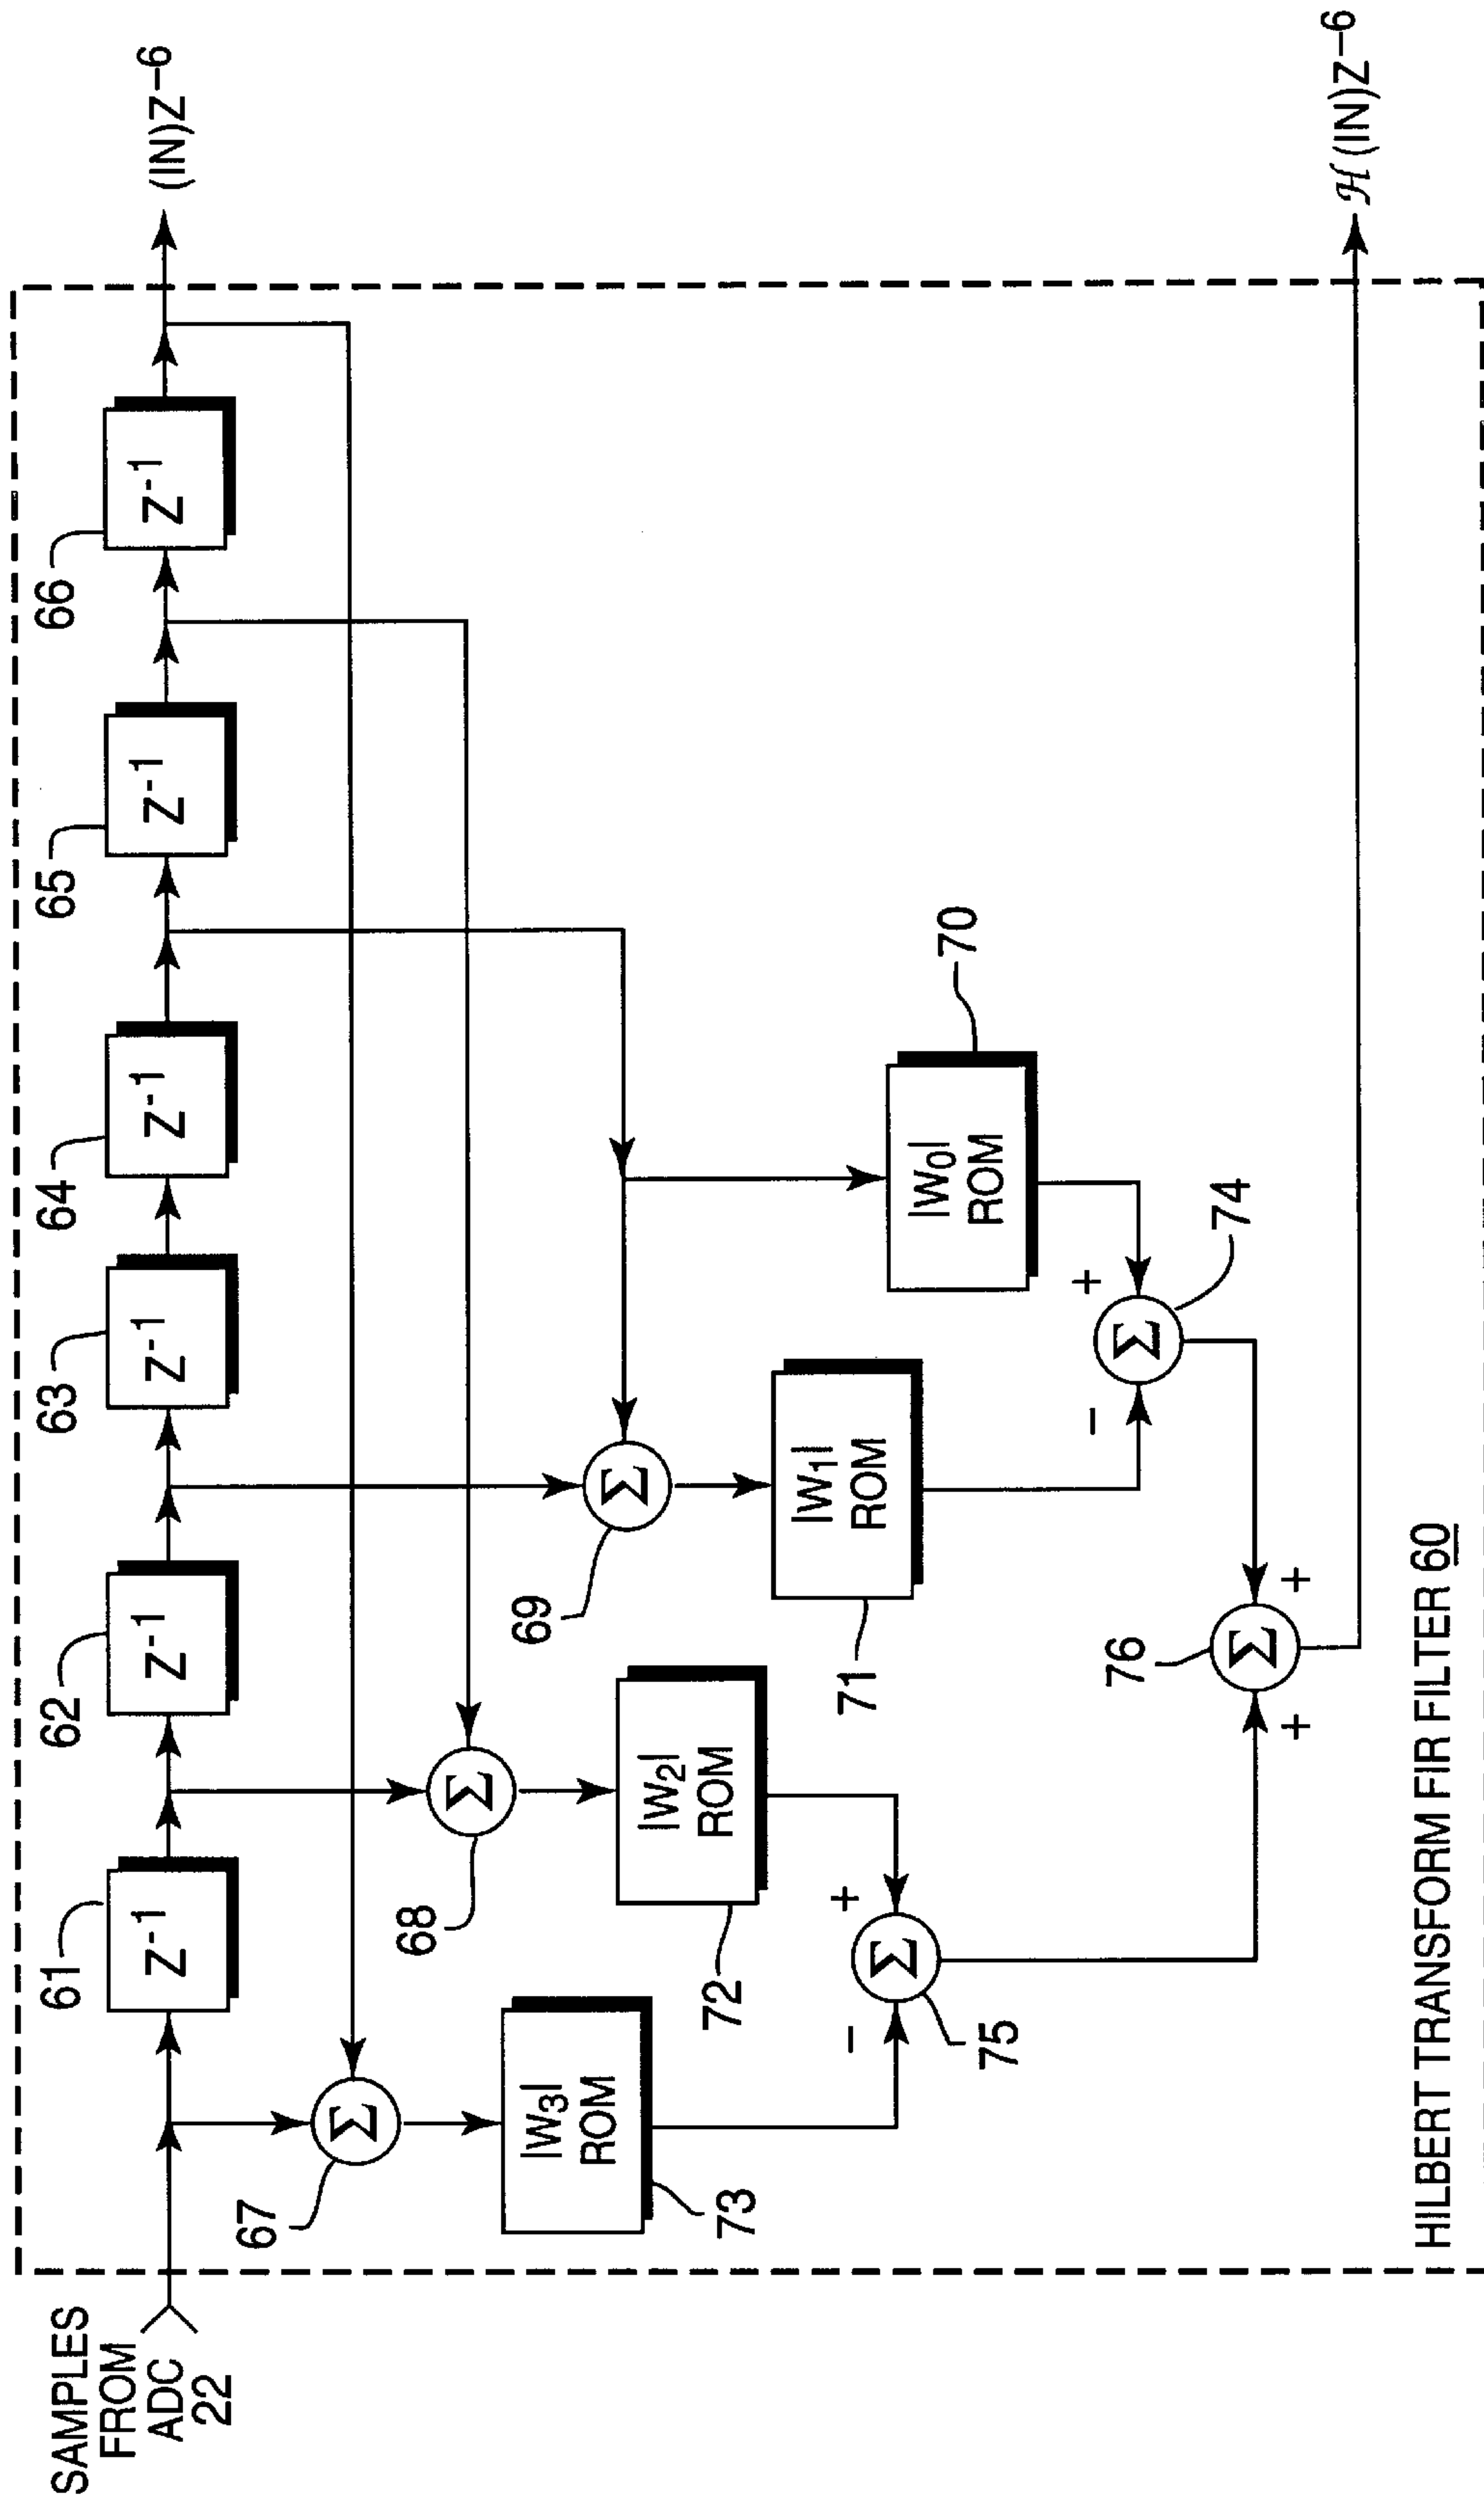 SAMPLES
FROM
ADC
22
61
Z-1
62
Z-1
63
Z-1
64
Z-1
65
Z-1
66
Z-1
(IN)Z-6
67
Σ
68
Σ
69
Σ
|W3|
ROM
73
|W2|
ROM
72
|W1|
ROM
71
|W0|
ROM
70
-
+
Σ
75
-
+
Σ
74
+
+
Σ
76
ℋ(IN)Z-6
HILBERT TRANSFORM FIR FILTER 60